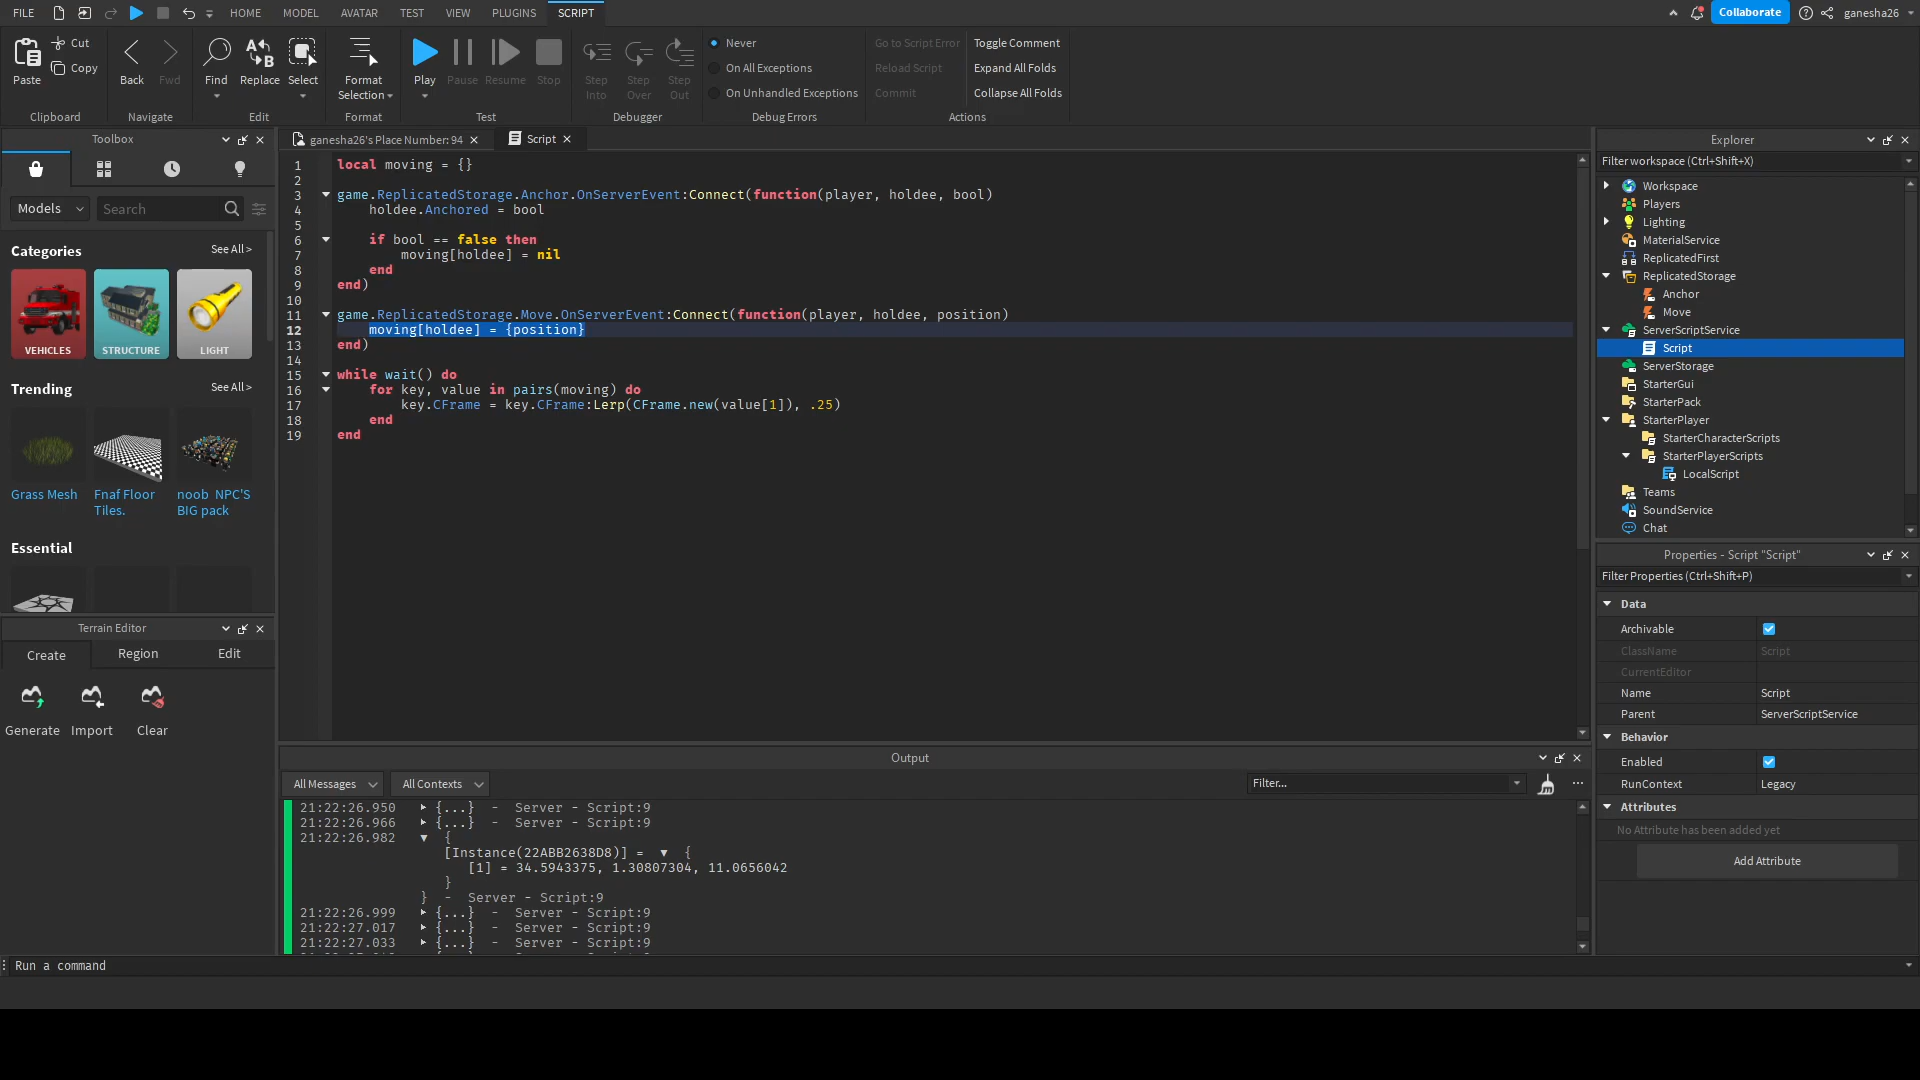 FILE HOME MODEL AVATAR TEST VIEW PLUGINS SCRIPT Collaborate ganesha26
Paste Cut Copy Back Fwd Find Replace Select Format Selection Play Pause Resume Stop Step Into Step Over Step Out
Never
On All Exceptions
On Unhandled Exceptions
Go to Script Error
Reload Script
Commit
Toggle Comment
Expand All Folds
Collapse All Folds
Clipboard Navigate Edit Format Test Debugger Debug Errors Actions
Toolbox
Models Search
Categories See All >
VEHICLES STRUCTURE LIGHT
Trending See All >
Grass Mesh
Fnaf Floor Tiles.
noob NPC'S BIG pack
Essential
Terrain Editor
Create Region Edit
Generate Import Clear
ganesha26's Place Number: 94 Script
1 local moving = {}
2
3 game.ReplicatedStorage.Anchor.OnServerEvent:Connect(function(player, holdee, bool)
4 holdee.Anchored = bool
5
6 if bool == false then
7 moving[holdee] = nil
8 end
9 end)
10
11 game.ReplicatedStorage.Move.OnServerEvent:Connect(function(player, holdee, position)
12 moving[holdee] = {position}
13 end)
14
15 while wait() do
16 for key, value in pairs(moving) do
17 key.CFrame = key.CFrame:Lerp(CFrame.new(value[1]), .25)
18 end
19 end
Output
All Messages All Contexts Filter...
21:22:26.950 ▶ {...} - Server - Script:9
21:22:26.966 ▶ {...} - Server - Script:9
21:22:26.982 ▼ {
[Instance(22ABB2638D8)] = ▼ {
[1] = 34.5943375, 1.30807304, 11.0656042
}
} - Server - Script:9
21:22:26.999 ▶ {...} - Server - Script:9
21:22:27.017 ▶ {...} - Server - Script:9
21:22:27.033 ▶ {...} - Server - Script:9
Run a command
Explorer
Filter workspace (Ctrl+Shift+X)
Workspace
Players
Lighting
MaterialService
ReplicatedFirst
ReplicatedStorage
Anchor
Move
ServerScriptService
Script
ServerStorage
StarterGui
StarterPack
StarterPlayer
StarterCharacterScripts
StarterPlayerScripts
LocalScript
Teams
SoundService
Chat
Properties - Script "Script"
Filter Properties (Ctrl+Shift+P)
Data
Archivable
ClassName Script
CurrentEditor
Name Script
Parent ServerScriptService
Behavior
Enabled
RunContext Legacy
Attributes
No Attribute has been added yet
Add Attribute